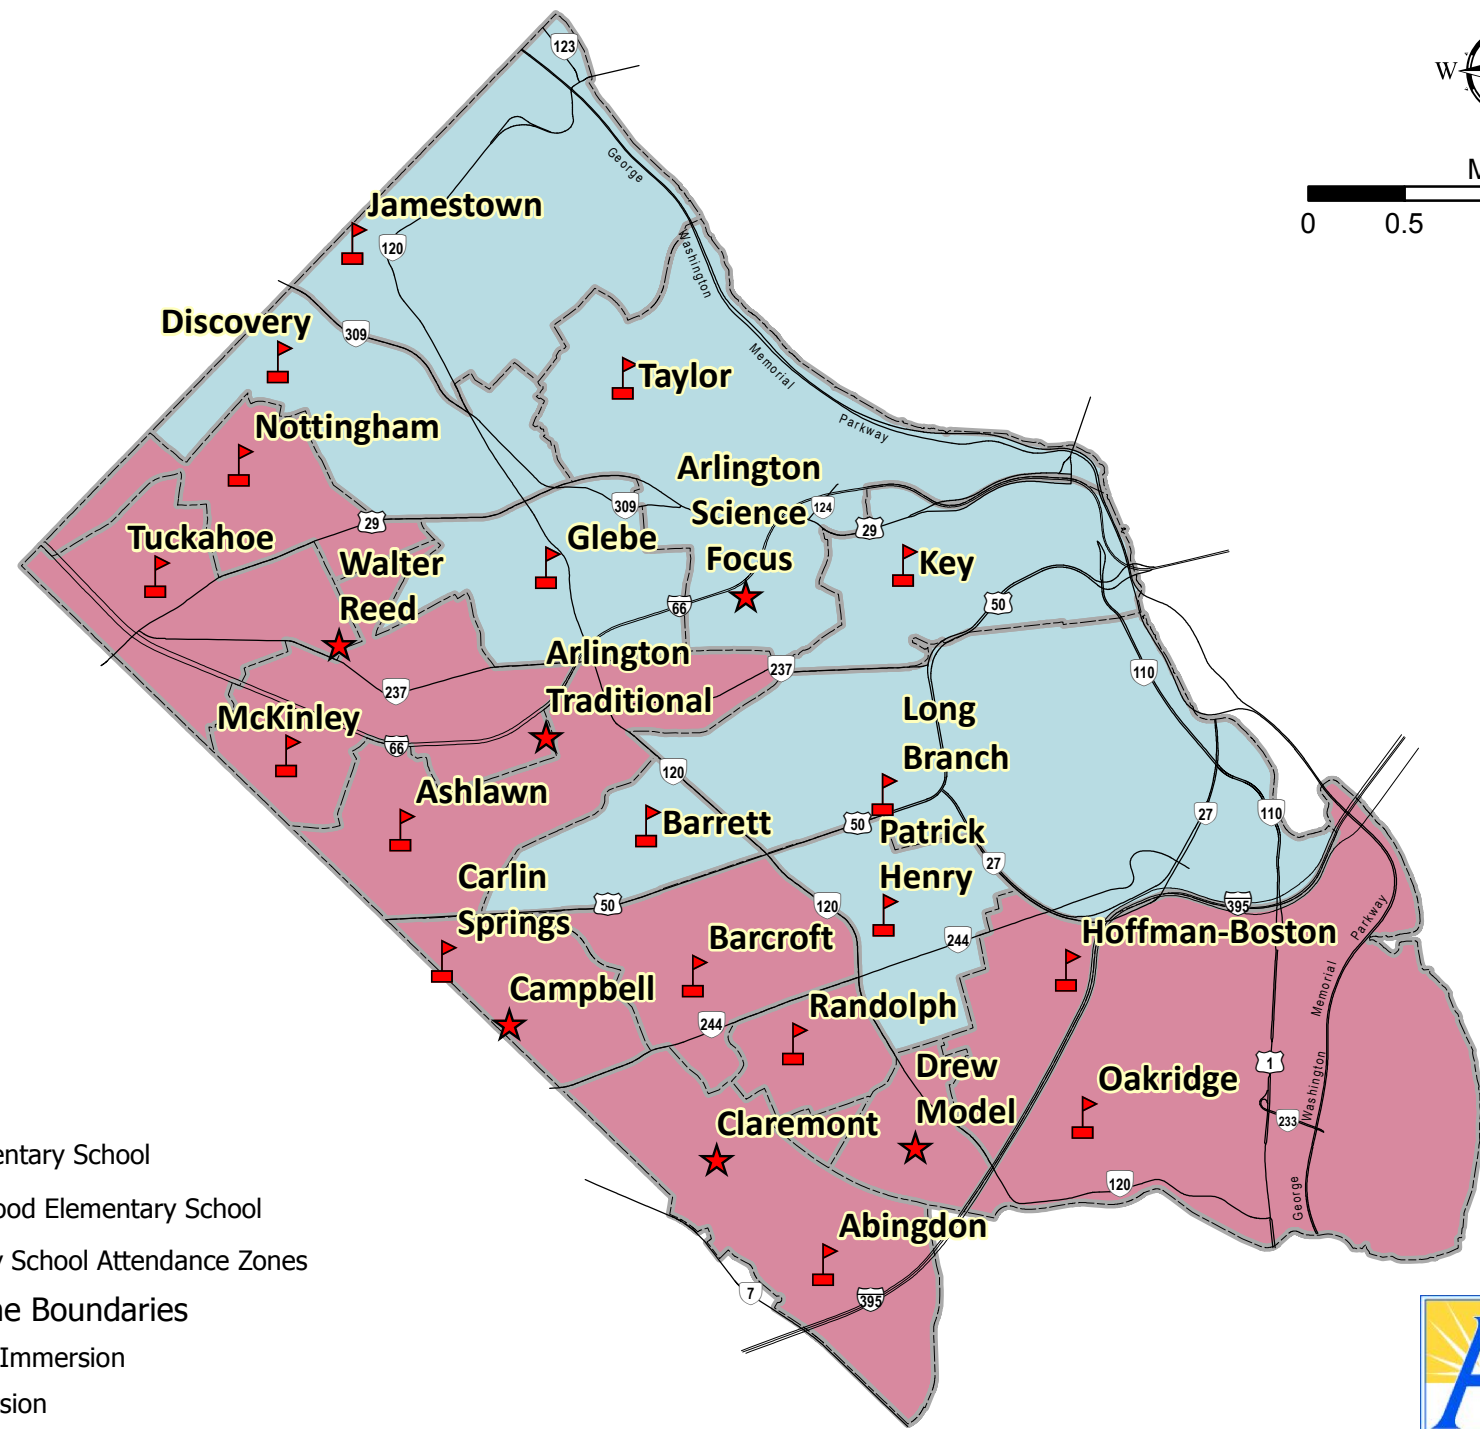 123
W
M
0
0.5
George
Jamestown
120
Washington
Discovery
309
Memorial
Taylor
Parkway
Nottingham
Arlington
Science
Focus
309
124
29
29
Tuckahoe
Glebe
Walter
Reed
Key
66
50
Arlington
Traditional
237
237
110
McKinley
66
Long
Branch
120
Ashlawn
Barrett
50
27
110
Patrick
Henry
27
Carlin
Springs
50
120
395
Parkway
Barcroft
244
Hoffman-Boston
Campbell
Memorial
Randolph
244
Drew
Model
1
Oakridge
Washington
233
Claremont
120
George
entary School
ood Elementary School
Abingdon
y School Attendance Zones
7
395
ne Boundaries
Immersion
sion
A